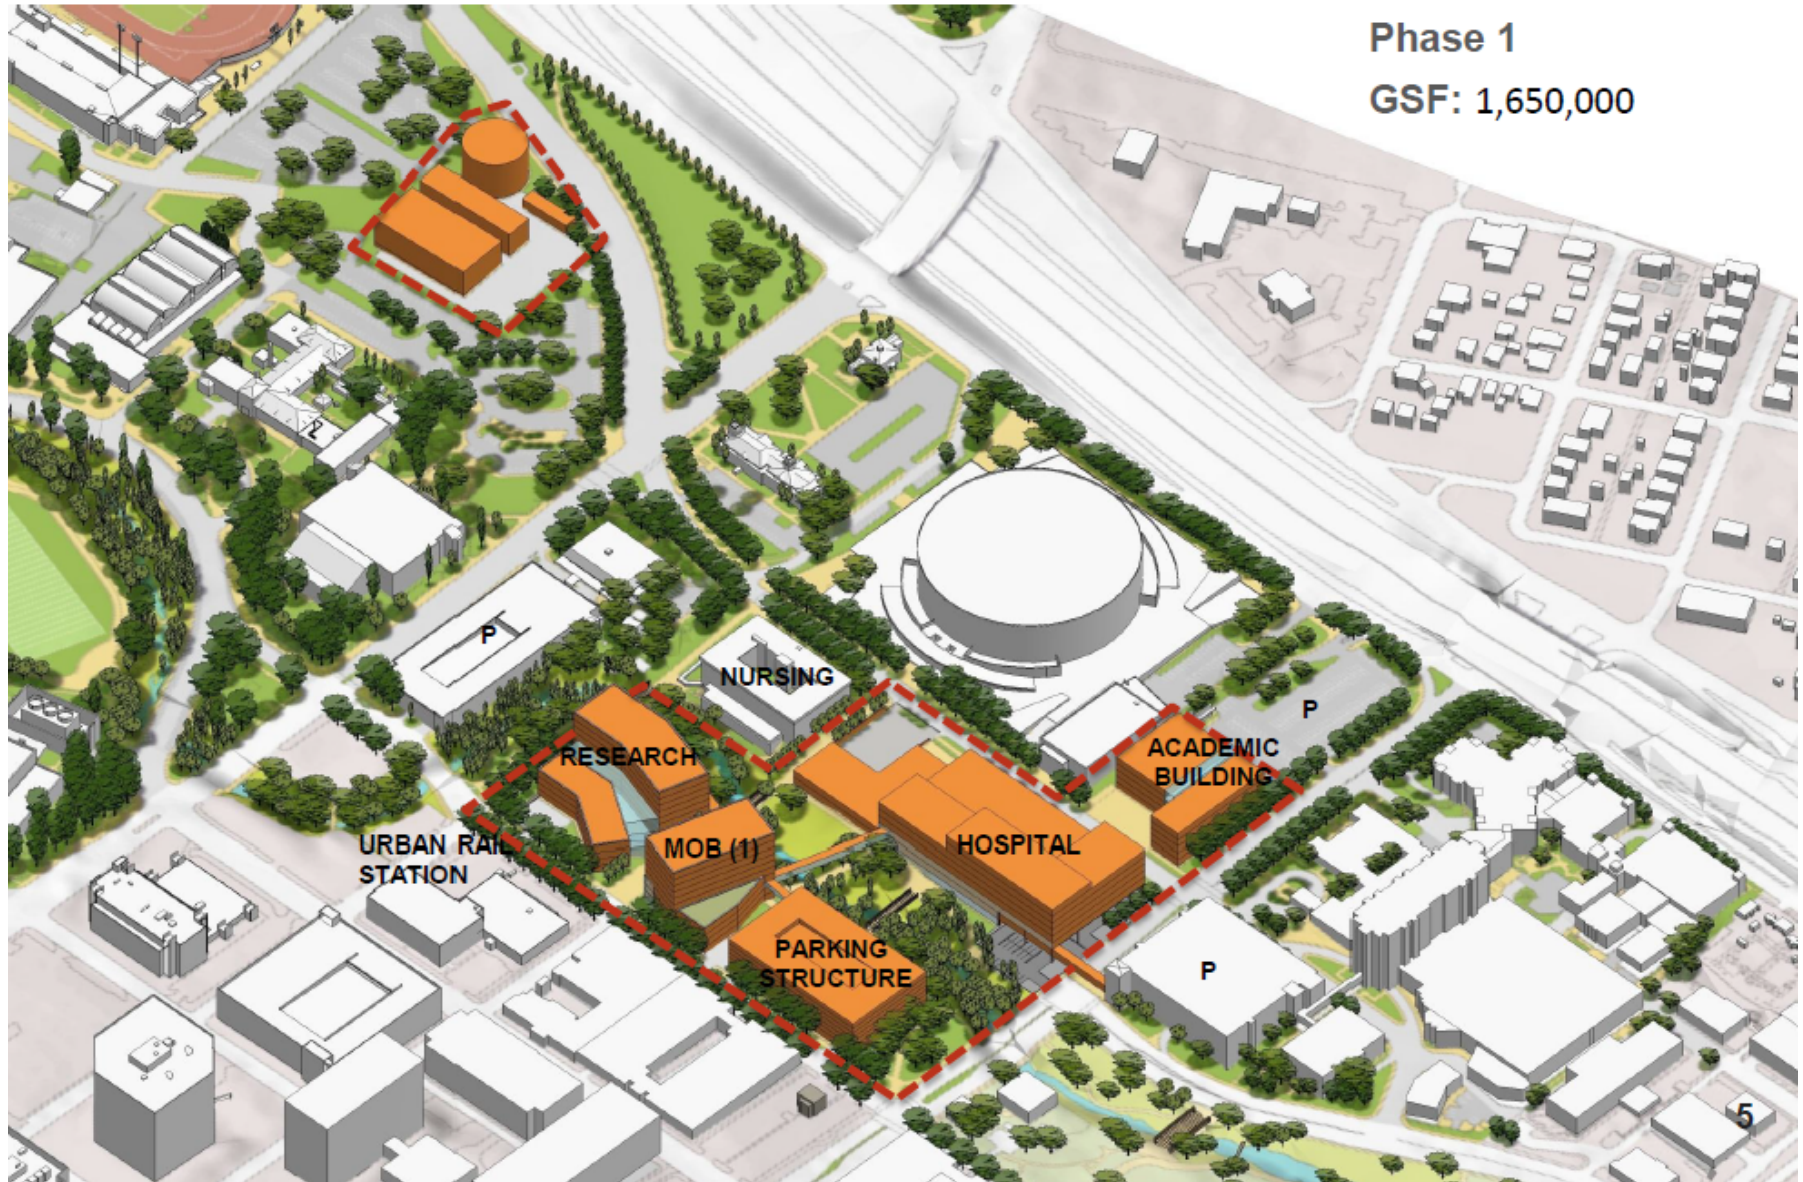 Phase 1
GSF: 1,650,000
P
NURSING
P
RESEARCH
ACADEMIC
BUILDING
URBAN RAIL
STATION
MOB (1)
HOSPITAL
PARKING
STRUCTURE
P
5